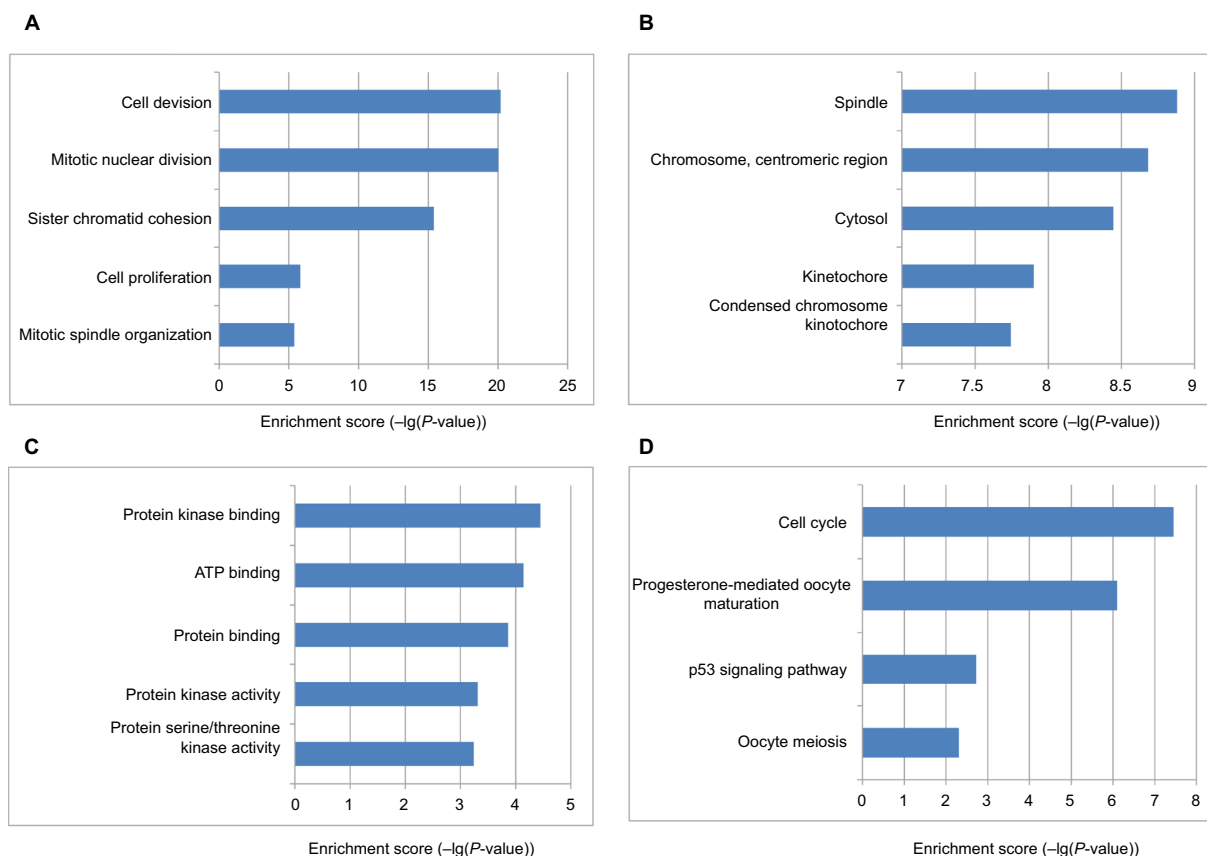 A
Cell devision
Mitotic nuclear division
Sister chromatid cohesion
Cell proliferation
Mitotic spindle organization
0 5 10 15 20 25
Enrichment score (–lg(P-value))
B
Spindle
Chromosome, centromeric region
Cytosol
Kinetochore
Condensed chromosome
kinotochore
7 7.5 8 8.5 9
Enrichment score (–lg(P-value))
C
Protein kinase binding
ATP binding
Protein binding
Protein kinase activity
Protein serine/threonine
kinase activity
0 1 2 3 4 5
Enrichment score (–lg(P-value))
D
Cell cycle
Progesterone-mediated oocyte
maturation
p53 signaling pathway
Oocyte meiosis
0 1 2 3 4 5 6 7 8
Enrichment score (–lg(P-value))